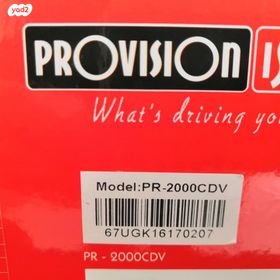 yad2
PROVISION IS
What's driving yo
Model:PR-2000CDV
67UGK16170207
PR - 2000CDV